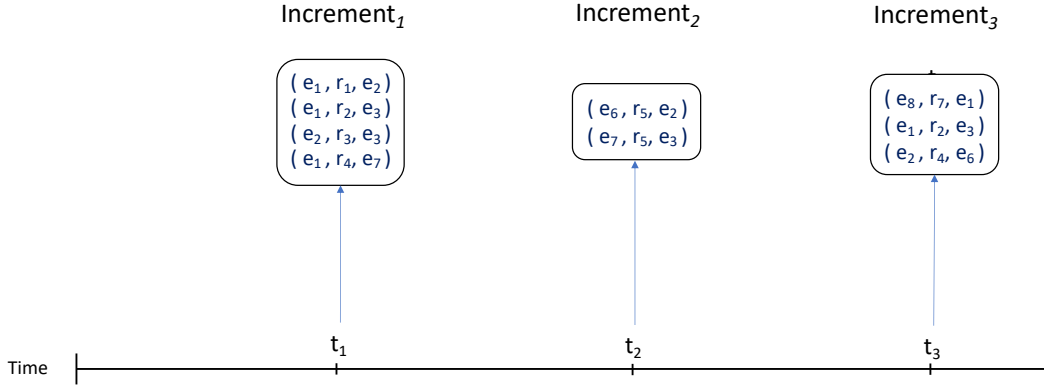 Increment₁ Increment₂ Increment₃
( e₁ , r₁, e₂ )
( e₁ , r₂, e₃ )
( e₂ , r₃, e₃ )
( e₁ , r₄, e₇ )
( e₆ , r₅, e₂ )
( e₇ , r₅, e₃ )
( e₈ , r₇, e₁ )
( e₁ , r₂, e₃ )
( e₂ , r₄, e₆ )
t₁ t₂ t₃
Time